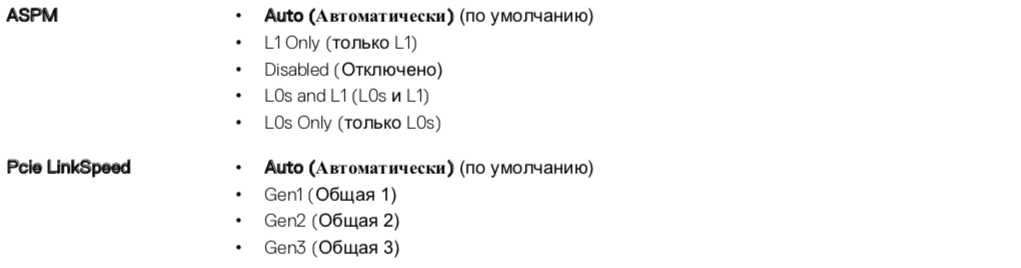 ASPM • Auto (Автоматически) (по умолчанию)
• L1 Only (только L1)
• Disabled (Отключено)
• L0s and L1 (L0s и L1)
• L0s Only (только L0s)
Pcie LinkSpeed • Auto (Автоматически) (по умолчанию)
• Gen1 (Общая 1)
• Gen2 (Общая 2)
• Gen3 (Общая 3)